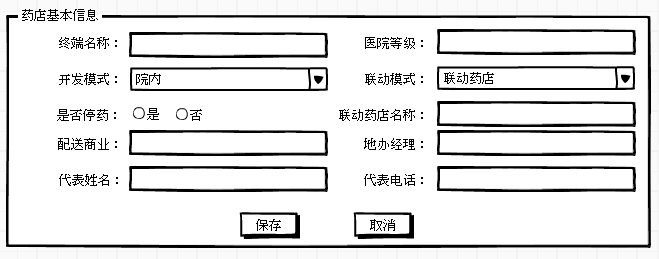 药店基本信息
终端名称： 医院等级：
开发模式： 院内 联动模式： 联动药店
是否停药： 是 否 联动药店名称：
配送商业： 地办经理：
代表姓名： 代表电话：
保存 取消